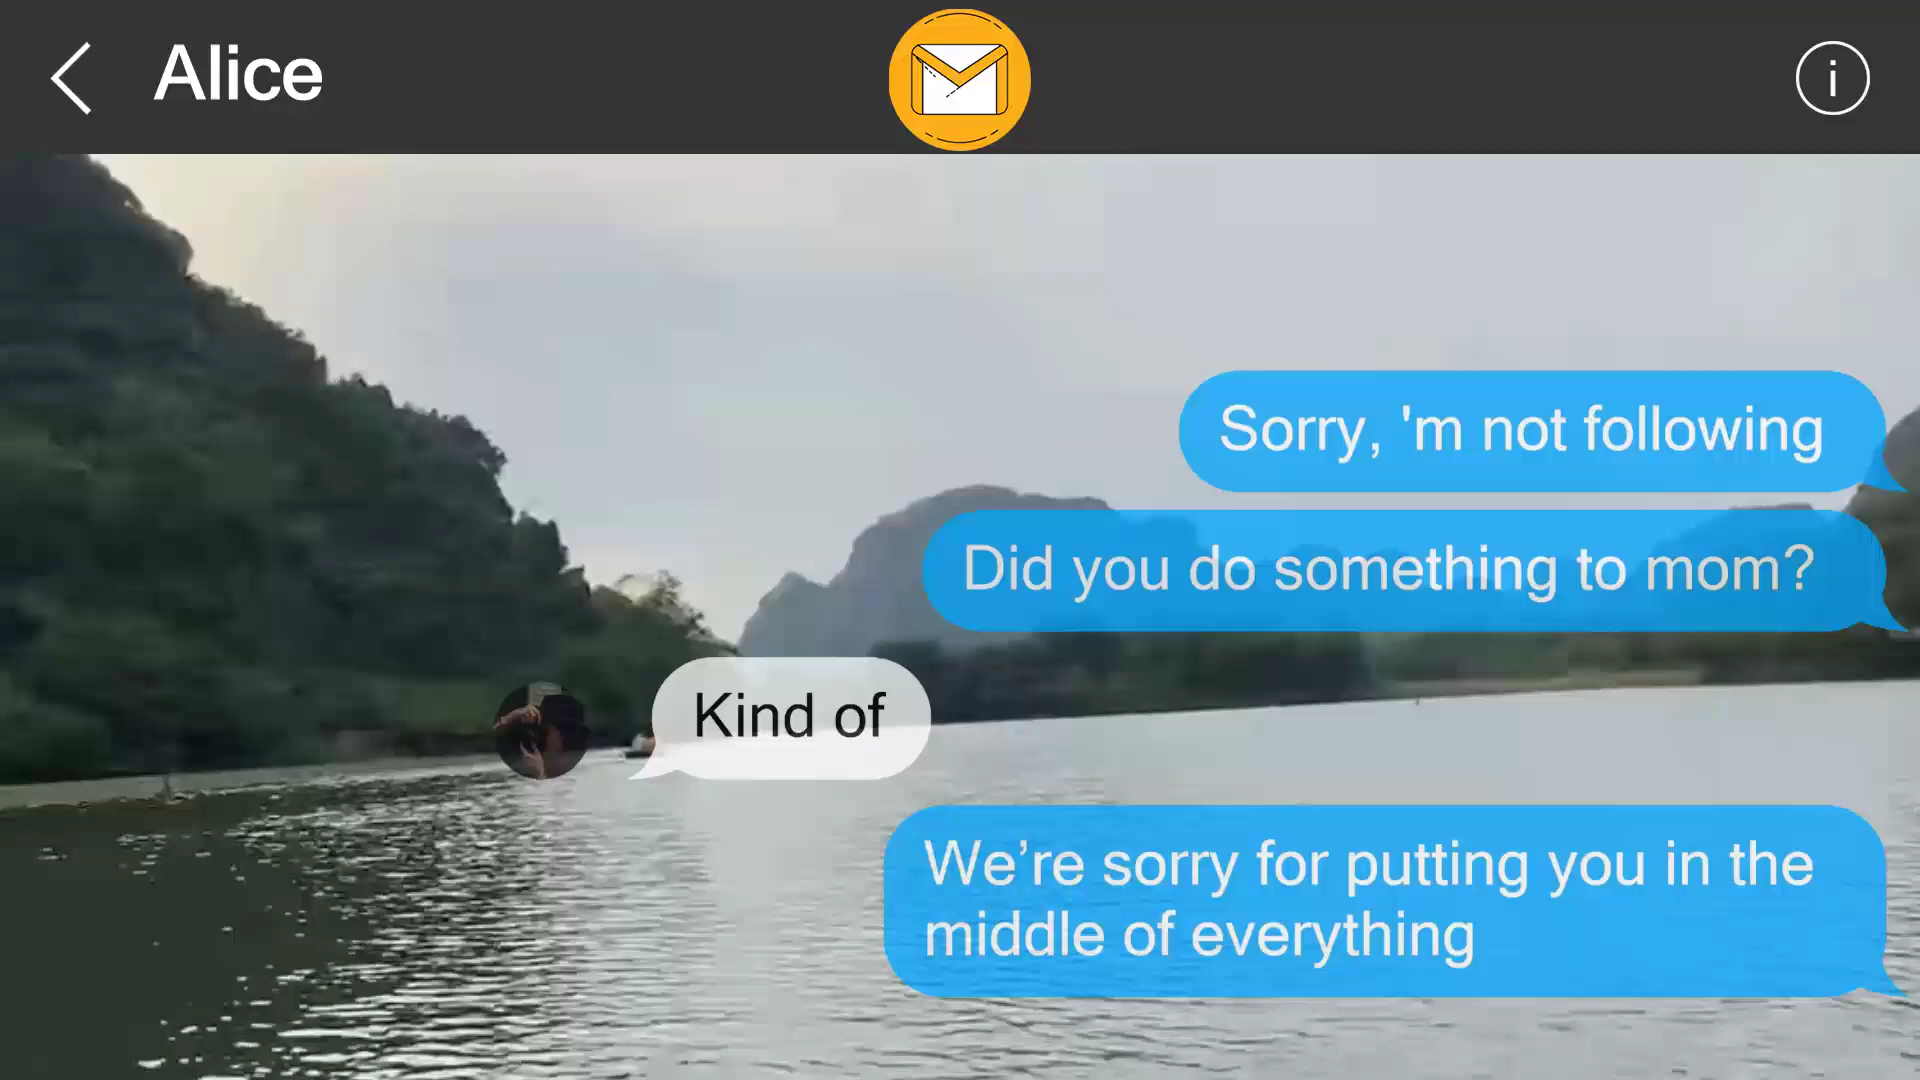 Alice
i
Sorry, 'm not following
Did you do something to mom?
Kind of
We’re sorry for putting you in the
middle of everything